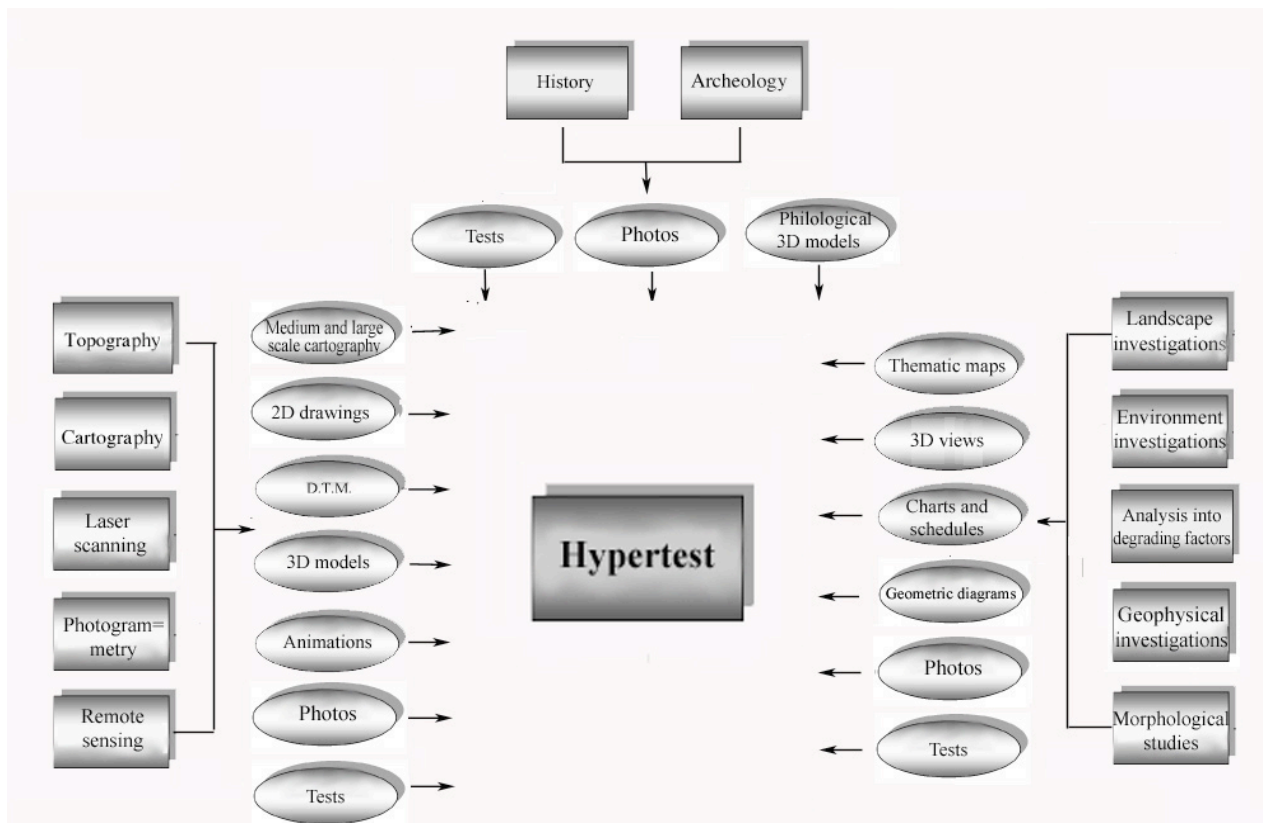 History
Archeology
Tests
Photos
Philological
3D models
Topography
Cartography
Laser
scanning
Photogram=
metry
Remote
sensing
Medium and large
scale cartography
2D drawings
D.T.M.
3D models
Animations
Photos
Tests
Hypertest
Thematic maps
3D views
Charts and
schedules
Geometric diagrams
Photos
Tests
Landscape
investigations
Environment
investigations
Analysis into
degrading factors
Geophysical
investigations
Morphological
studies